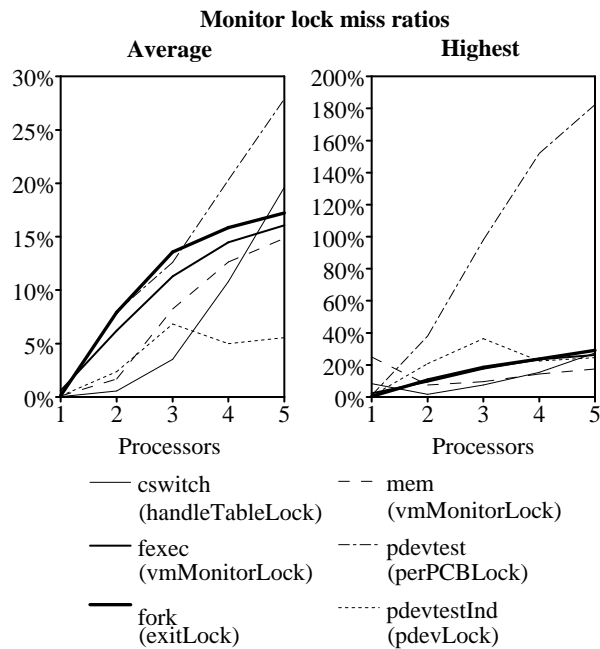 Monitor lock miss ratios
Average
Highest
30%
25%
20%
15%
10%
5%
0%
1 2 3 4 5
Processors
200%
180%
160%
140%
120%
100%
80%
60%
40%
20%
0%
1 2 3 4 5
Processors
cswitch
(handleTableLock)
fexec
(vmMonitorLock)
fork
(exitLock)
mem
(vmMonitorLock)
pdevtest
(perPCBLock)
pdevtestInd
(pdevLock)